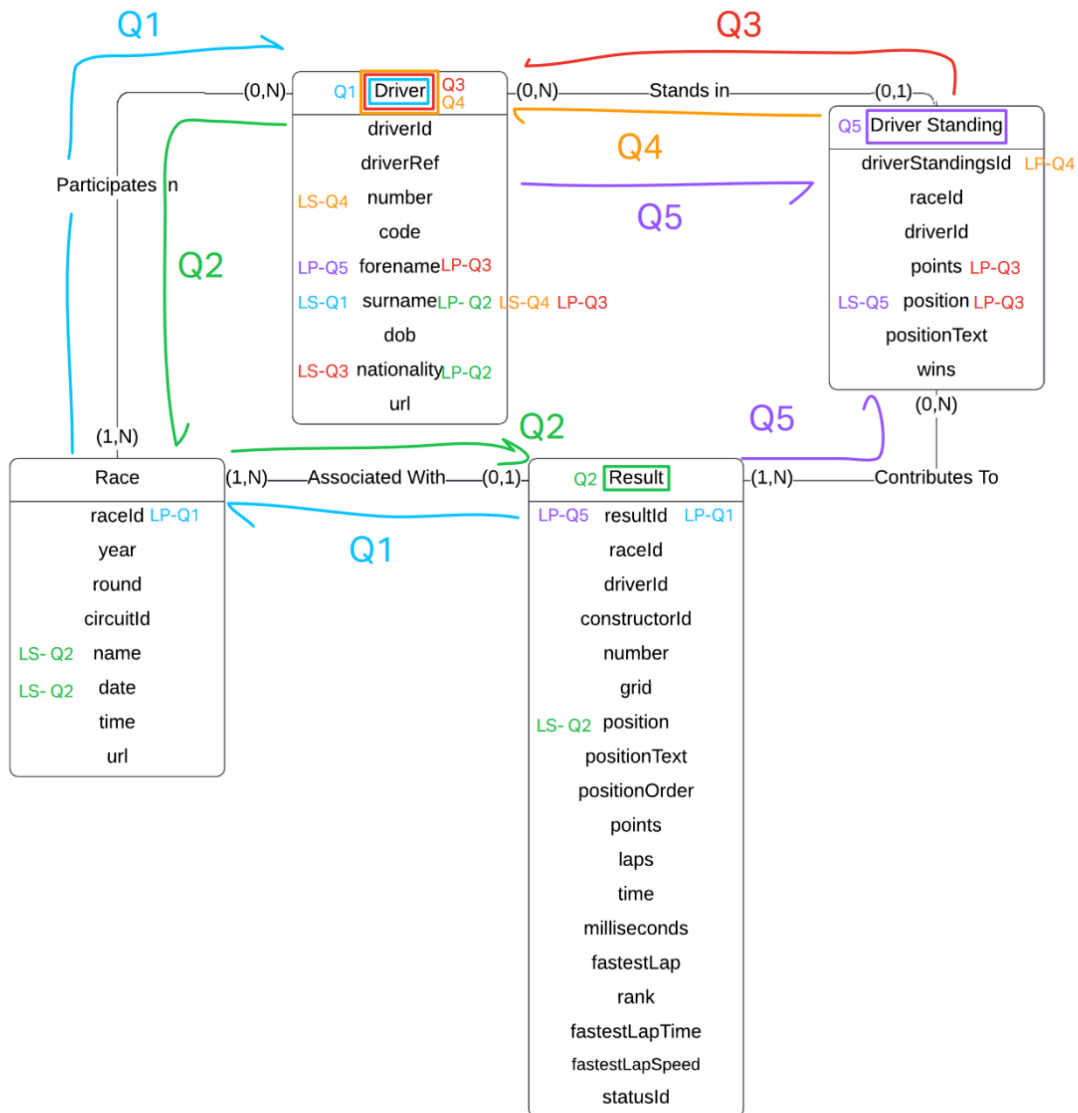 Q1
Q3
(0,N)
Q1 Driver Q3
Q4
(0,N)
Stands in
(0,1)
driverId
driverRef
LS-Q4 number
code
LP-Q5 forename LP-Q3
LS-Q1 surname LP- Q2 LS-Q4 LP-Q3
dob
LS-Q3 nationality LP-Q2
url
Q4
Q5
Q5 Driver Standing
driverStandingsId LP-Q4
raceId
driverId
points LP-Q3
LS-Q5 position LP-Q3
positionText
wins
(0,N)
Participates n
Q2
(1,N)
Q2
Q5
Race
(1,N)
Associated With
(0,1)
Q2 Result
(1,N)
Contributes To
raceId LP-Q1
year
round
circuitId
LS- Q2 name
LS- Q2 date
time
url
Q1
LP-Q5 resultId LP-Q1
raceId
driverId
constructorId
number
grid
LS- Q2 position
positionText
positionOrder
points
laps
time
milliseconds
fastestLap
rank
fastestLapTime
fastestLapSpeed
statusId